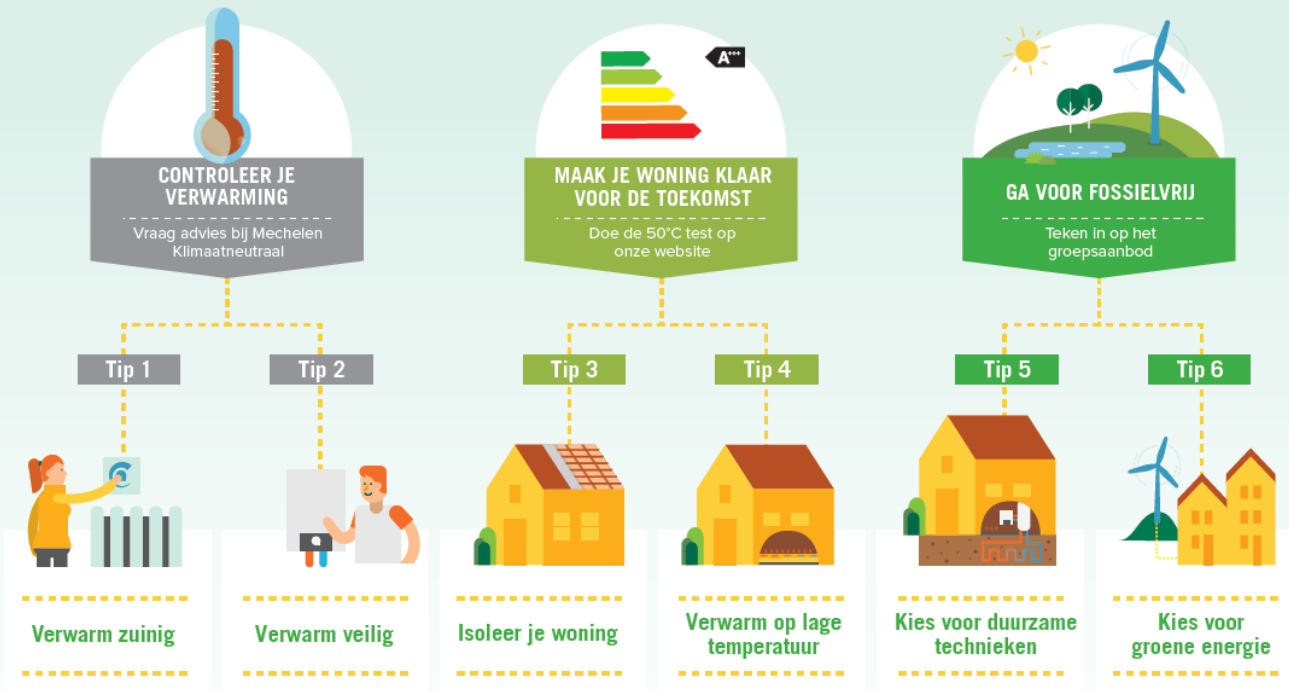 A+++
CONTROLEER JE
VERWARMING
Vraag advies bij Mechelen
Klimaatneutraal
MAAK JE WONING KLAAR
VOOR DE TOEKOMST
Doe de 50°C test op
onze website
GA VOOR FOSSIELVRIJ
Teken in op het
groepsaanbod
Tip 1
Tip 2
Tip 3
Tip 4
Tip 5
Tip 6
Verwarm zuinig
Verwarm veilig
Isoleer je woning
Verwarm op lage
temperatuur
Kies voor duurzame
technieken
Kies voor
groene energie